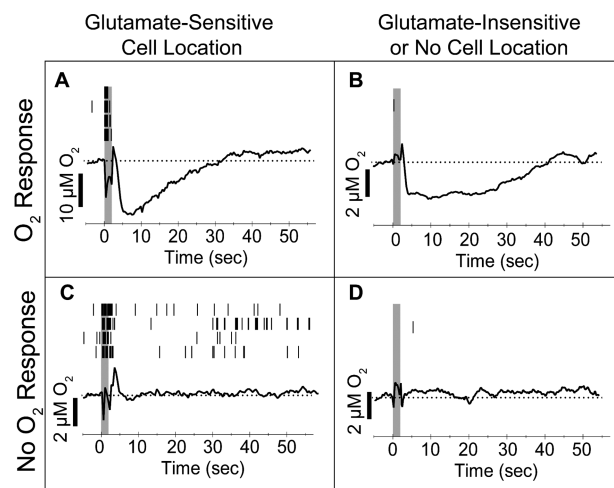 Glutamate-Sensitive
Cell Location
Glutamate-Insensitive
or No Cell Location
O2 Response
A
10 µM O2
0 10 20 30 40 50
Time (sec)
B
2 µM O2
0 10 20 30 40 50
Time (sec)
No O2 Response
C
2 µM O2
0 10 20 30 40 50
Time (sec)
D
2 µM O2
0 10 20 30 40 50
Time (sec)